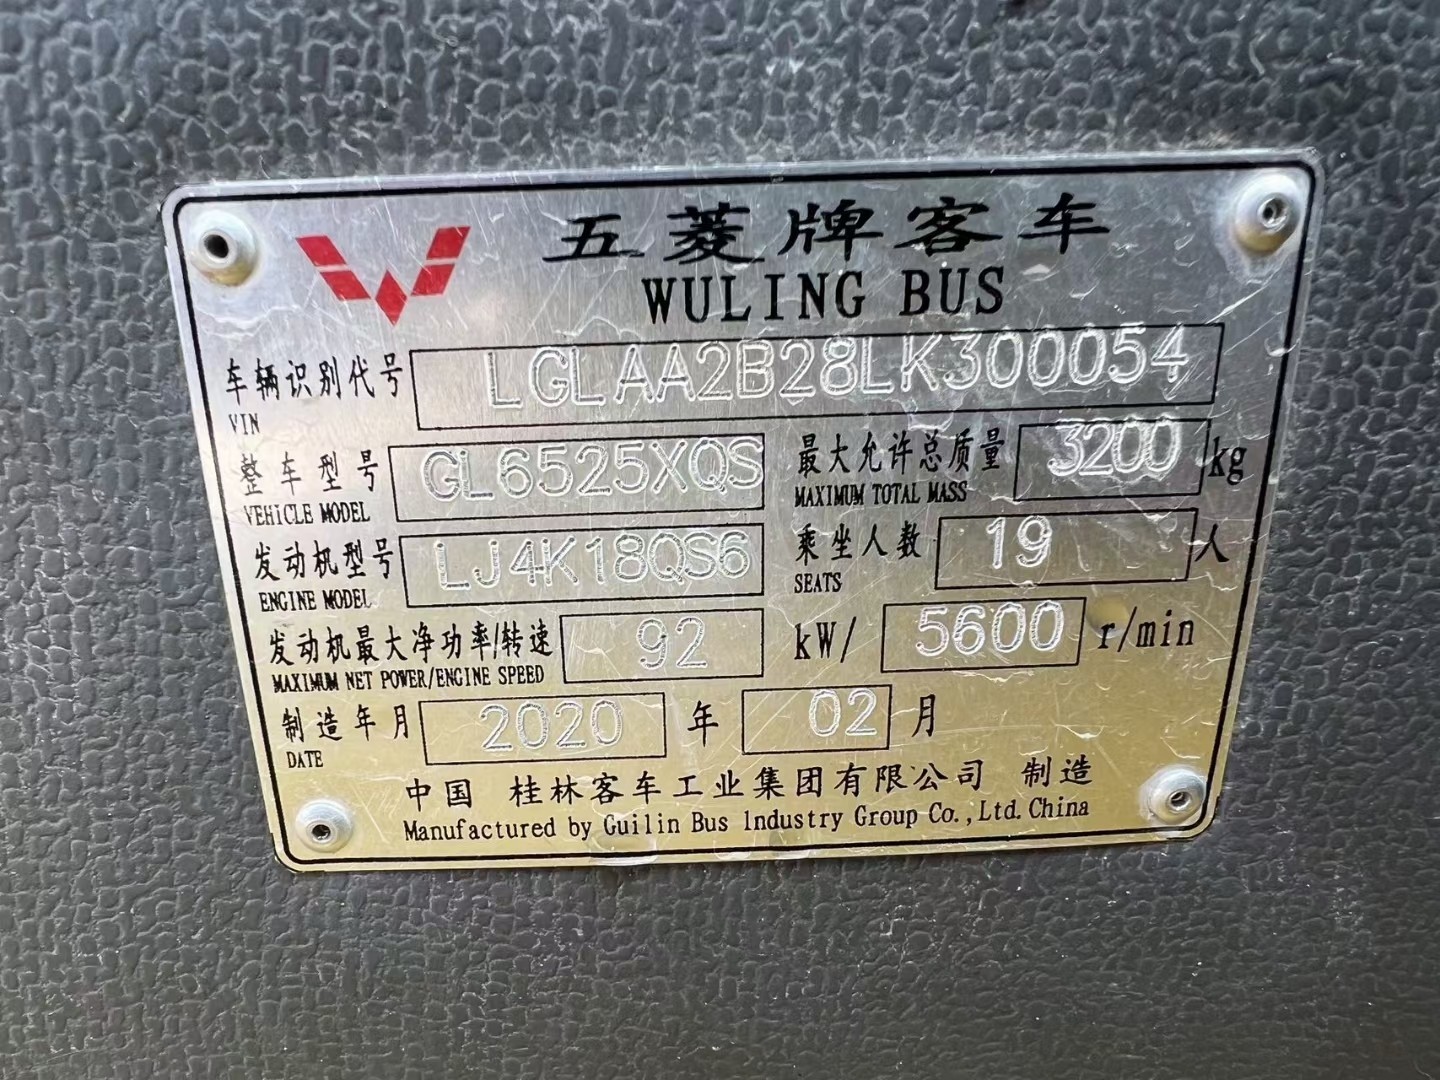 五菱牌客车
WULING BUS
车辆识别代号 LGLAA2B28LK300054
VIN
整车型号 GL6525XQS 最大允许总质量 3200 kg
VEHICLE MODEL MAXIMUM TOTAL MASS
发动机型号 LJ4K18QS6 乘坐人数 19 人
ENGINE MODEL SEATS
发动机最大净功率/转速 92 kW/ 5600 r/min
MAXIMUM NET POWER/ENGINE SPEED
制造年月 2020 年 02 月
DATE
中国 桂林客车工业集团有限公司 制造
Manufactured by Guilin Bus Industry Group Co.,Ltd.China